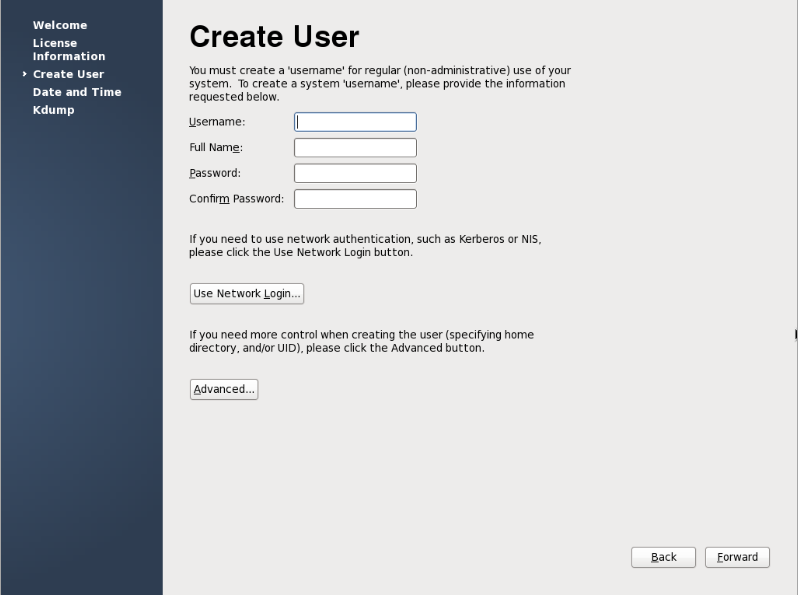 Welcome
License
Information
Create User
Date and Time
Kdump
Create User
You must create a 'username' for regular (non-administrative) use of your
system.  To create a system 'username', please provide the information
requested below.
Username:
Full Name:
Password:
Confirm Password:
If you need to use network authentication, such as Kerberos or NIS,
please click the Use Network Login button.
Use Network Login...
If you need more control when creating the user (specifying home
directory, and/or UID), please click the Advanced button.
Advanced...
Back
Forward